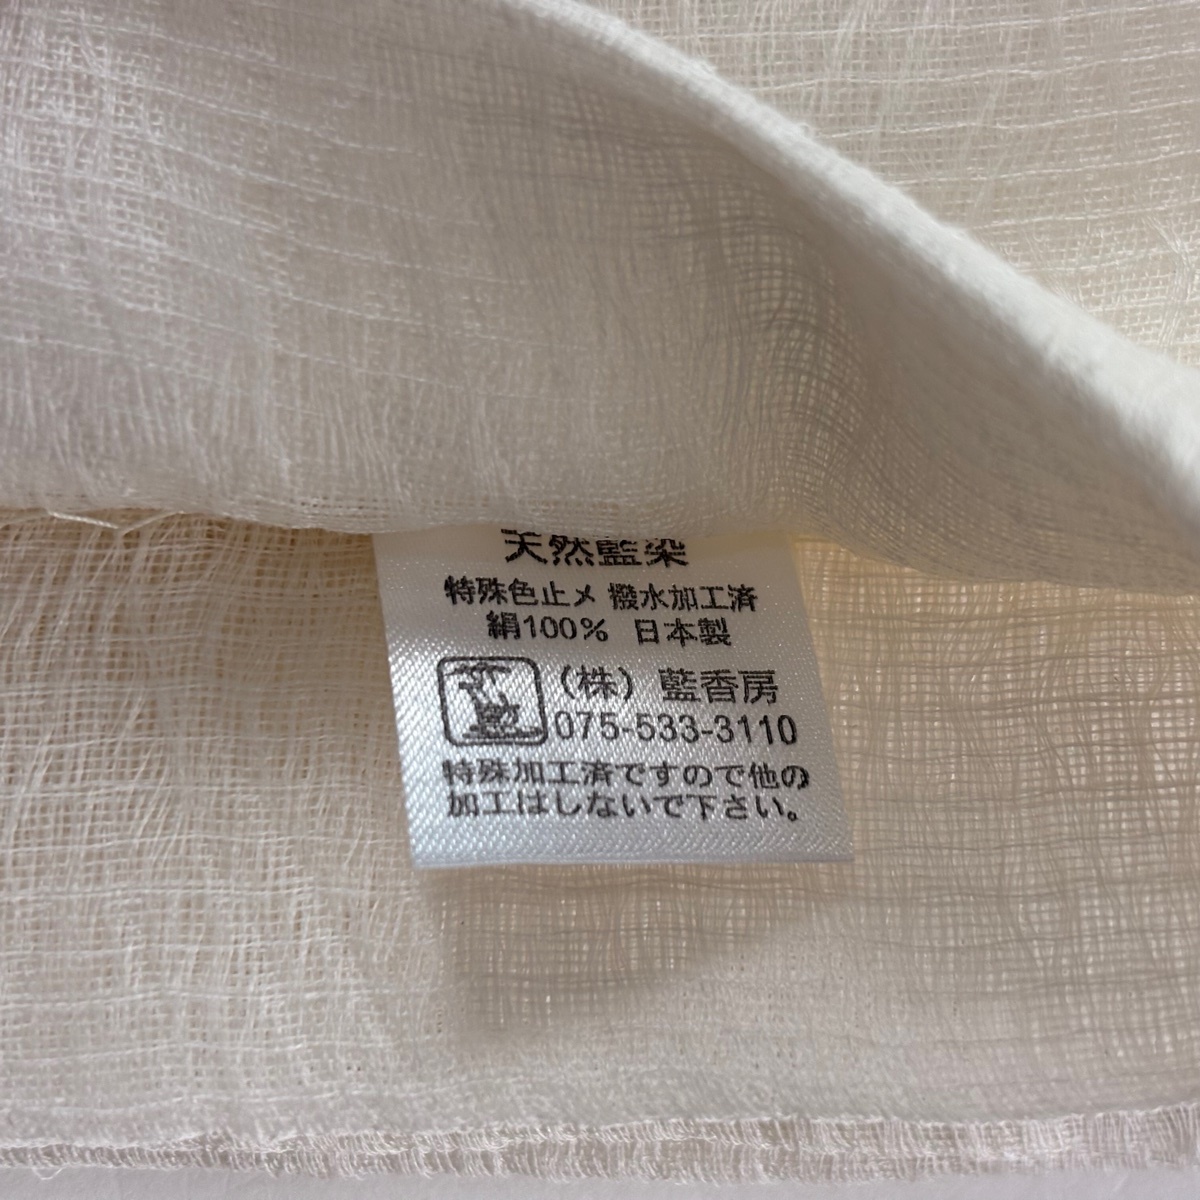 天然藍染
特殊色止メ 撥水加工済
絹100% 日本製
(株) 藍香房
075-533-3110
特殊加工済ですので他の
加工はしないで下さい。